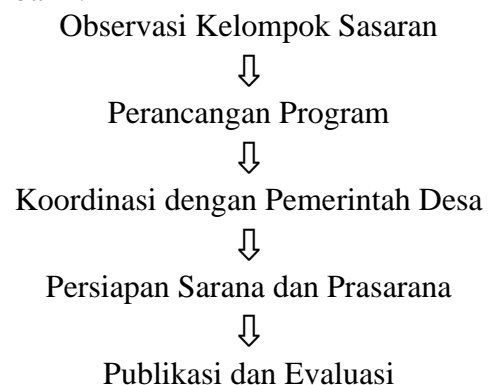 Observasi Kelompok Sasaran
⇩
Perancangan Program
⇩
Koordinasi dengan Pemerintah Desa
⇩
Persiapan Sarana dan Prasarana
⇩
Publikasi dan Evaluasi